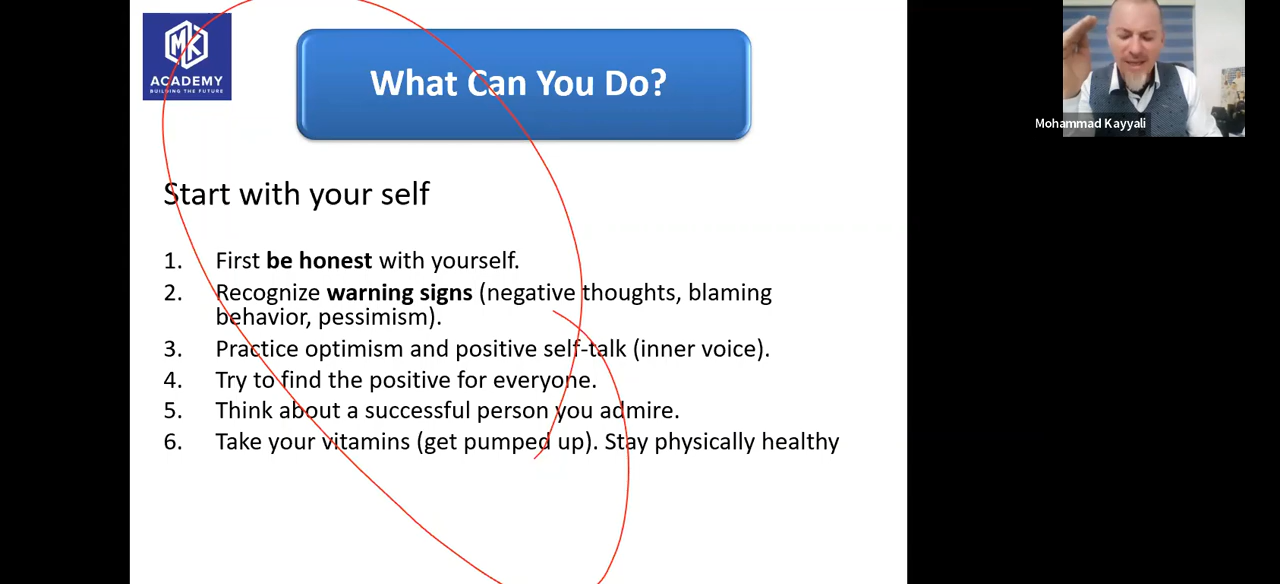 MK
ACADEMY
BUILDING THE FUTURE
What Can You Do?
Mohammad Kayyali
Start with your self
1. First be honest with yourself.
2. Recognize warning signs (negative thoughts, blaming
behavior, pessimism).
3. Practice optimism and positive self-talk (inner voice).
4. Try to find the positive for everyone.
5. Think about a successful person you admire.
6. Take your vitamins (get pumped up). Stay physically healthy